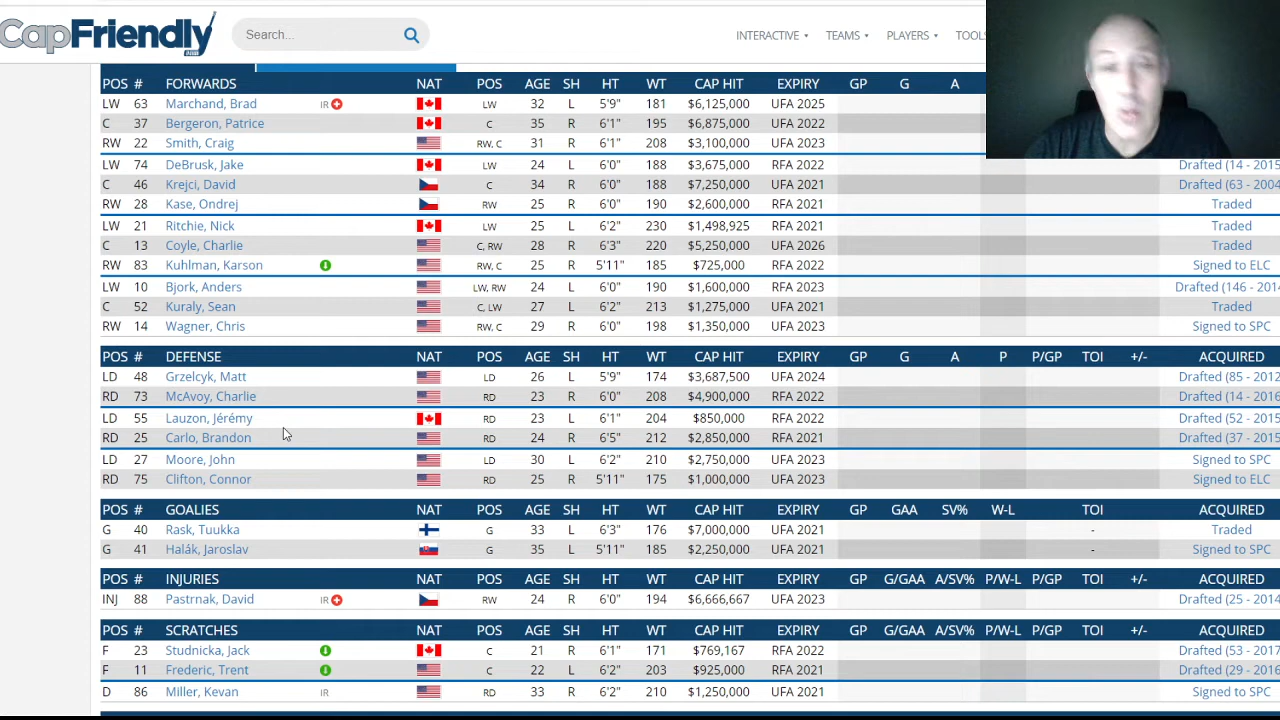 CapFriendly
Search... INTERACTIVE TEAMS PLAYERS TOOLS
POS # FORWARDS NAT POS AGE SH HT WT CAP HIT EXPIRY GP G A
LW 63 Marchand, Brad IR LW 32 L 5'9" 181 $6,125,000 UFA 2025
C 37 Bergeron, Patrice C 35 R 6'1" 195 $6,875,000 UFA 2022
RW 22 Smith, Craig RW, C 31 R 6'1" 208 $3,100,000 UFA 2023
LW 74 DeBrusk, Jake LW 24 L 6'0" 188 $3,675,000 RFA 2022 Drafted (14 - 2015
C 46 Krejci, David C 34 R 6'0" 188 $7,250,000 UFA 2021 Drafted (63 - 2004
RW 28 Kase, Ondrej RW 25 R 6'0" 190 $2,600,000 RFA 2021 Traded
LW 21 Ritchie, Nick LW 25 L 6'2" 230 $1,498,925 RFA 2021 Traded
C 13 Coyle, Charlie C, RW 28 R 6'3" 220 $5,250,000 UFA 2026 Traded
RW 83 Kuhlman, Karson RW, C 25 R 5'11" 185 $725,000 RFA 2022 Signed to ELC
LW 10 Bjork, Anders LW, RW 24 L 6'0" 190 $1,600,000 RFA 2023 Drafted (146 - 2014
C 52 Kuraly, Sean C, LW 27 L 6'2" 213 $1,275,000 UFA 2021 Traded
RW 14 Wagner, Chris RW, C 29 R 6'0" 198 $1,350,000 UFA 2023 Signed to SPC
POS # DEFENSE NAT POS AGE SH HT WT CAP HIT EXPIRY GP G A P P/GP TOI +/- ACQUIRED
LD 48 Grzelcyk, Matt LD 26 L 5'9" 174 $3,687,500 UFA 2024 Drafted (85 - 2012
RD 73 McAvoy, Charlie RD 23 R 6'0" 208 $4,900,000 RFA 2022 Drafted (14 - 2016
LD 55 Lauzon, Jérémy RD 23 L 6'1" 204 $850,000 RFA 2022 Drafted (52 - 2015
RD 25 Carlo, Brandon RD 24 R 6'5" 212 $2,850,000 RFA 2021 Drafted (37 - 2015
LD 27 Moore, John LD 30 L 6'2" 210 $2,750,000 UFA 2023 Signed to SPC
RD 75 Clifton, Connor RD 25 R 5'11" 175 $1,000,000 UFA 2023 Signed to ELC
POS # GOALIES NAT POS AGE SH HT WT CAP HIT EXPIRY GP GAA SV% W-L TOI ACQUIRED
G 40 Rask, Tuukka G 33 L 6'3" 176 $7,000,000 UFA 2021 - Traded
G 41 Halák, Jaroslav G 35 L 5'11" 185 $2,250,000 UFA 2021 - Signed to SPC
POS # INJURIES NAT POS AGE SH HT WT CAP HIT EXPIRY GP G/GAA A/SV% P/W-L P/GP TOI +/- ACQUIRED
INJ 88 Pastrnak, David IR RW 24 R 6'0" 194 $6,666,667 UFA 2023 Drafted (25 - 2014
POS # SCRATCHES NAT POS AGE SH HT WT CAP HIT EXPIRY GP G/GAA A/SV% P/W-L P/GP TOI +/- ACQUIRED
F 23 Studnicka, Jack C 21 R 6'1" 171 $769,167 RFA 2022 Drafted (53 - 2017
F 11 Frederic, Trent C 22 L 6'2" 203 $925,000 RFA 2021 Drafted (29 - 2016
D 86 Miller, Kevan IR RD 33 R 6'2" 210 $1,250,000 UFA 2021 Signed to SPC